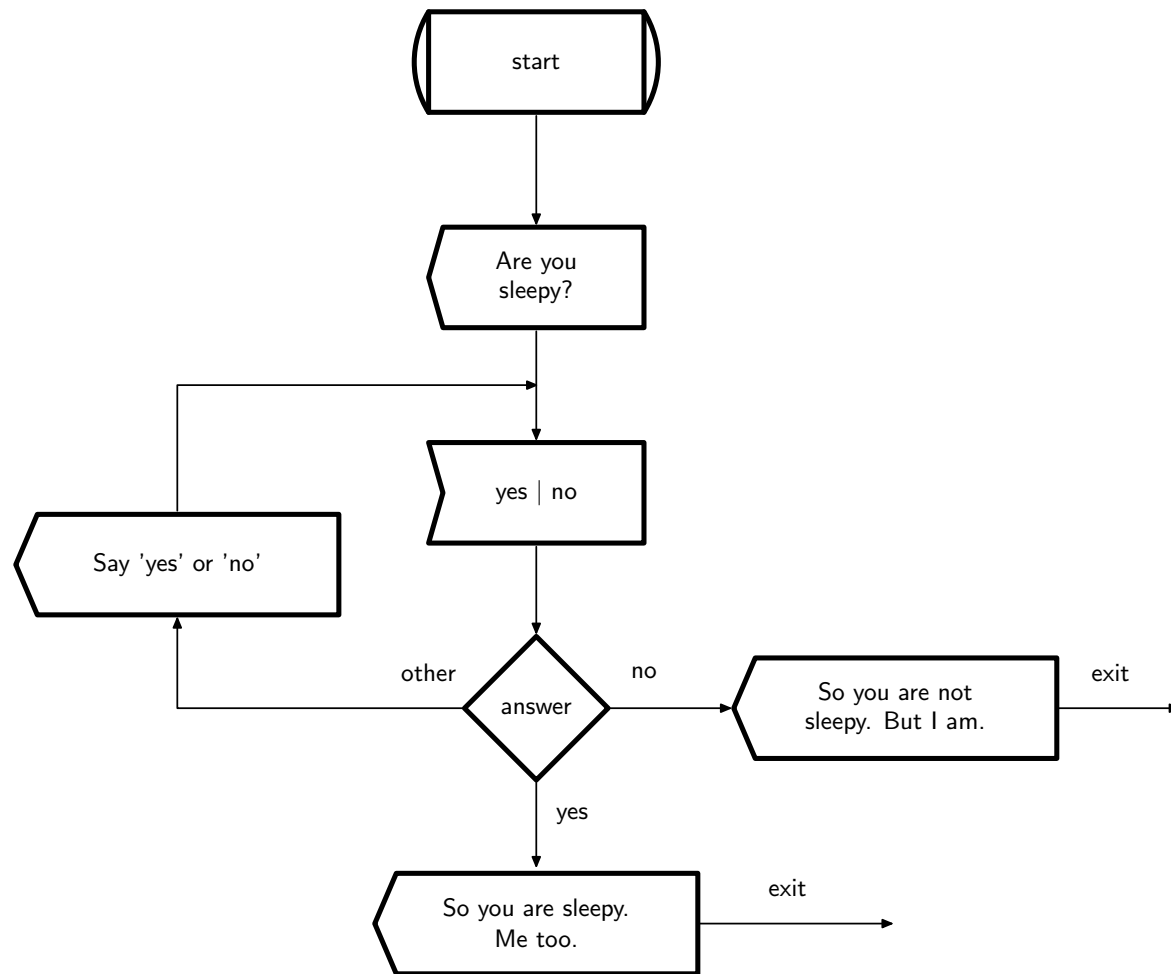 start
Are you
sleepy?
yes | no
Say 'yes' or 'no'
other
answer
no
So you are not
sleepy. But I am.
exit
yes
So you are sleepy.
Me too.
exit